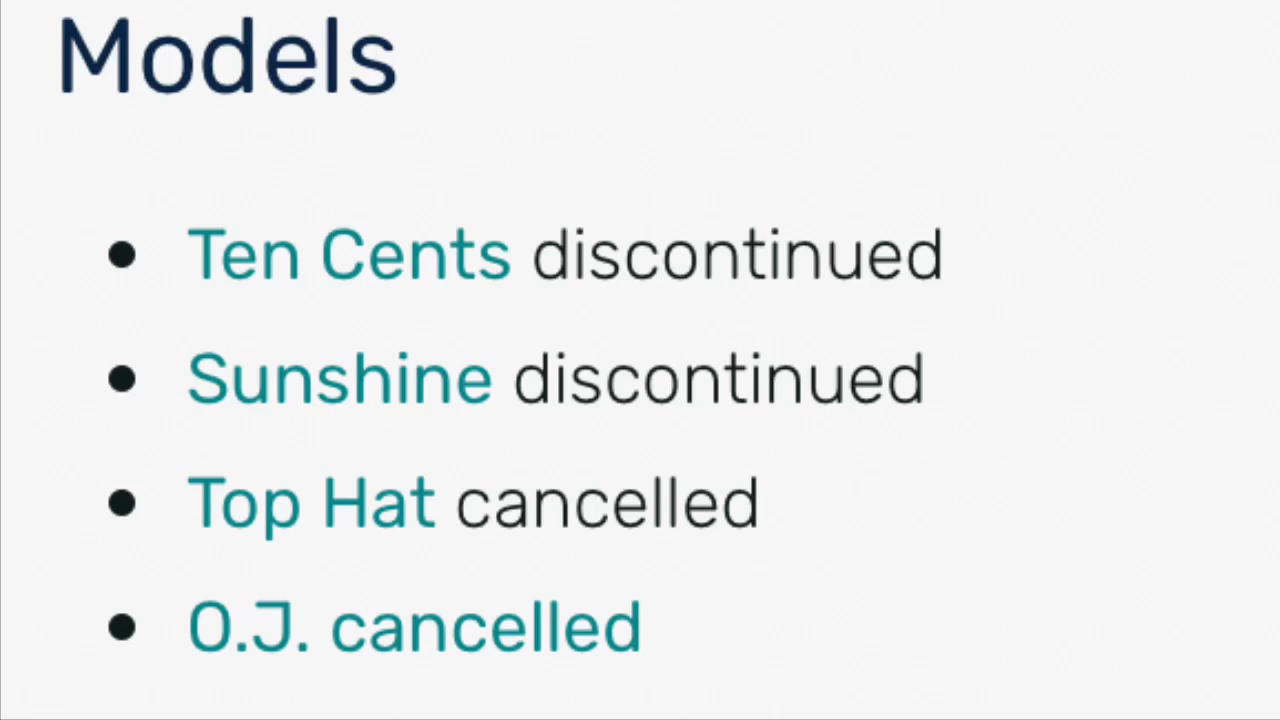 Models
Ten Cents discontinued
Sunshine discontinued
Top Hat cancelled
O.J. cancelled